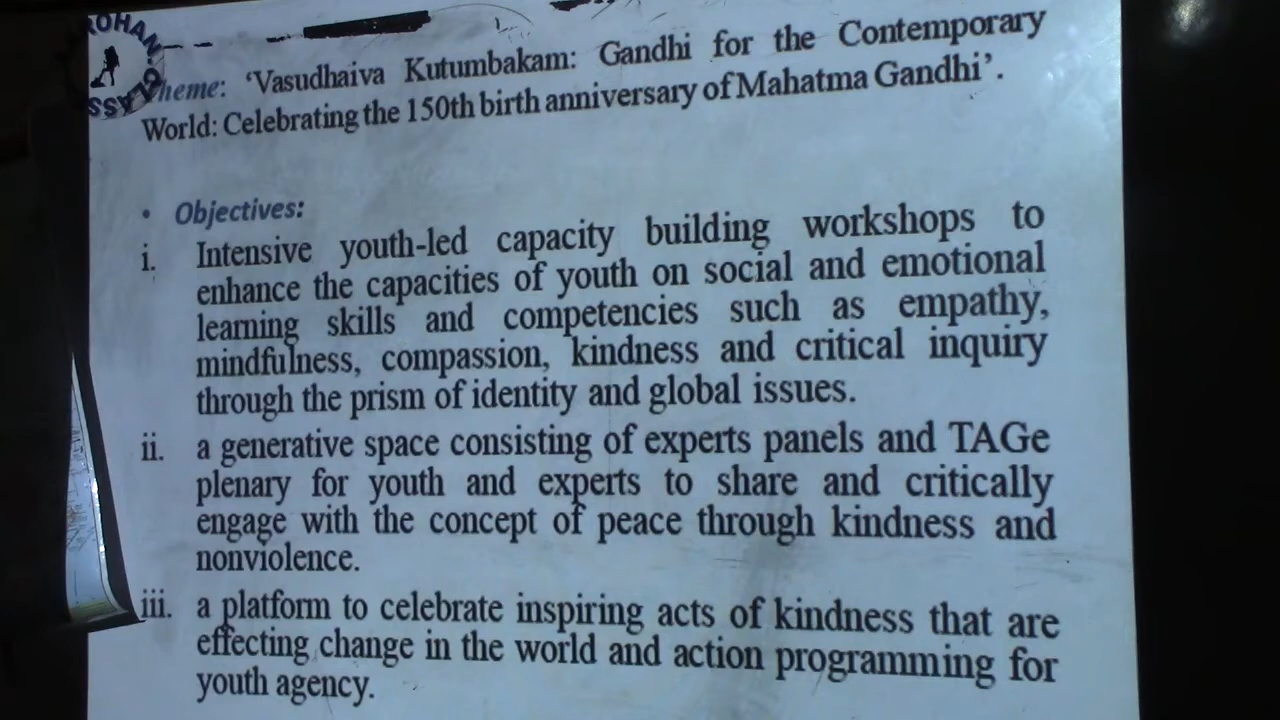 Theme: ‘Vasudhaiva Kutumbakam: Gandhi for the Contemporary
World: Celebrating the 150th birth anniversary of Mahatma Gandhi’.
• Objectives:
i. Intensive youth-led capacity building workshops to
enhance the capacities of youth on social and emotional
learning skills and competencies such as empathy,
mindfulness, compassion, kindness and critical inquiry
through the prism of identity and global issues.
ii. a generative space consisting of experts panels and TAGe
plenary for youth and experts to share and critically
engage with the concept of peace through kindness and
nonviolence.
iii. a platform to celebrate inspiring acts of kindness that are
effecting change in the world and action programming for
youth agency.